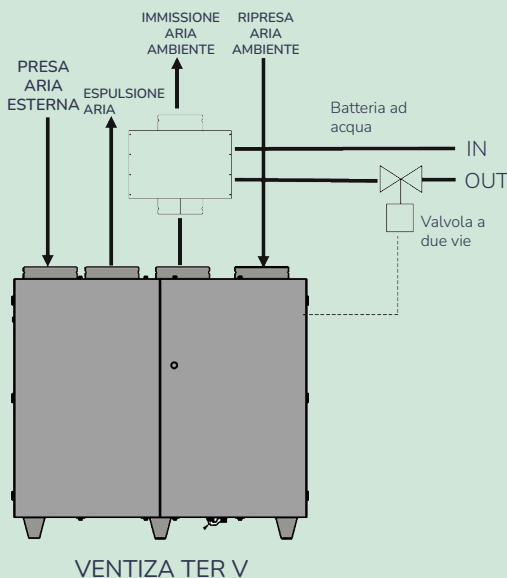 IMMISSIONE
ARIA
AMBIENTE
RIPRESA
ARIA
AMBIENTE
PRESA
ARIA
ESTERNA
ESPULSIONE
ARIA
Batteria ad
acqua
IN
OUT
Valvola a
due vie
VENTIZA TER V